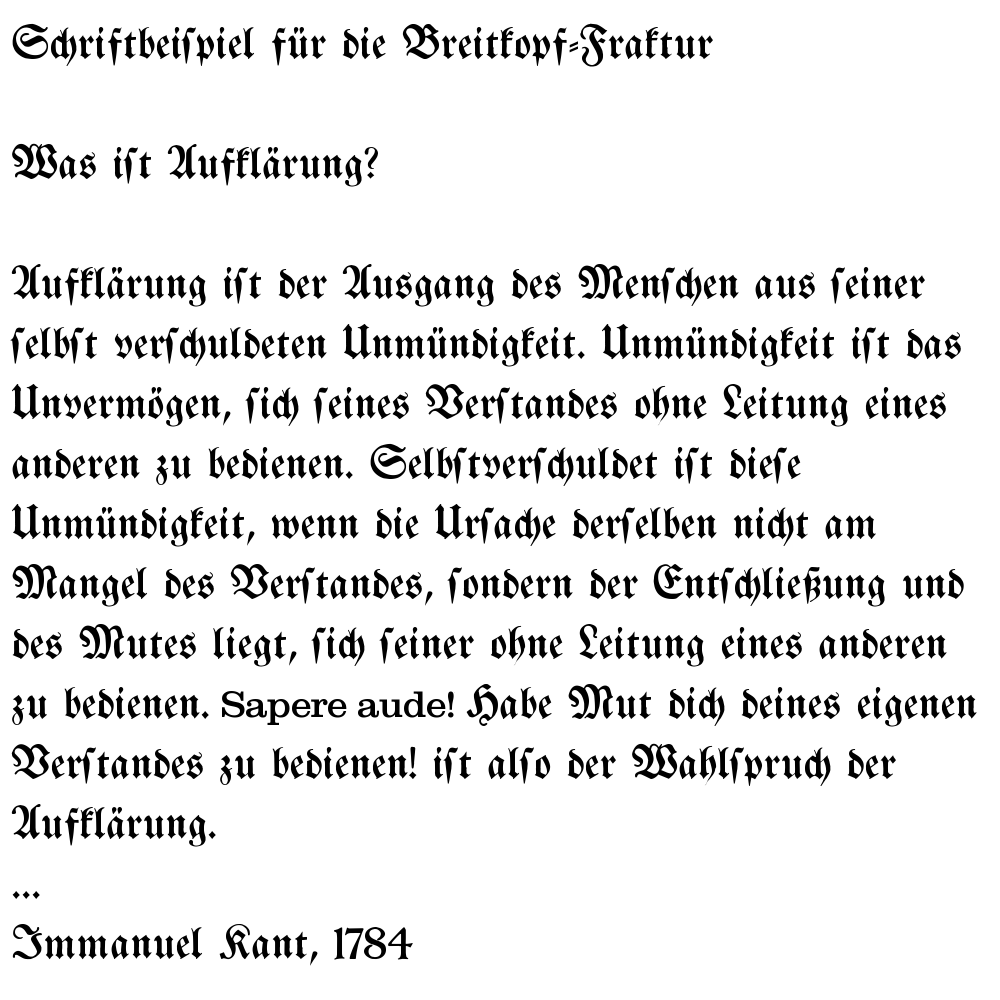 Schriftbeiſpiel für die Breitkopf-Fraktur
Was iſt Aufklärung?
Aufklärung iſt der Ausgang des Menſchen aus ſeiner
ſelbſt verſchuldeten Unmündigkeit. Unmündigkeit iſt das
Unvermögen, ſich ſeines Verſtandes ohne Leitung eines
anderen zu bedienen. Selbſtverſchuldet iſt dieſe
Unmündigkeit, wenn die Urſache derſelben nicht am
Mangel des Verſtandes, ſondern der Entſchließung und
des Mutes liegt, ſich ſeiner ohne Leitung eines anderen
zu bedienen. Sapere aude! Habe Mut dich deines eigenen
Verſtandes zu bedienen! iſt alſo der Wahlſpruch der
Aufklärung.
...
Immanuel Kant, 1784